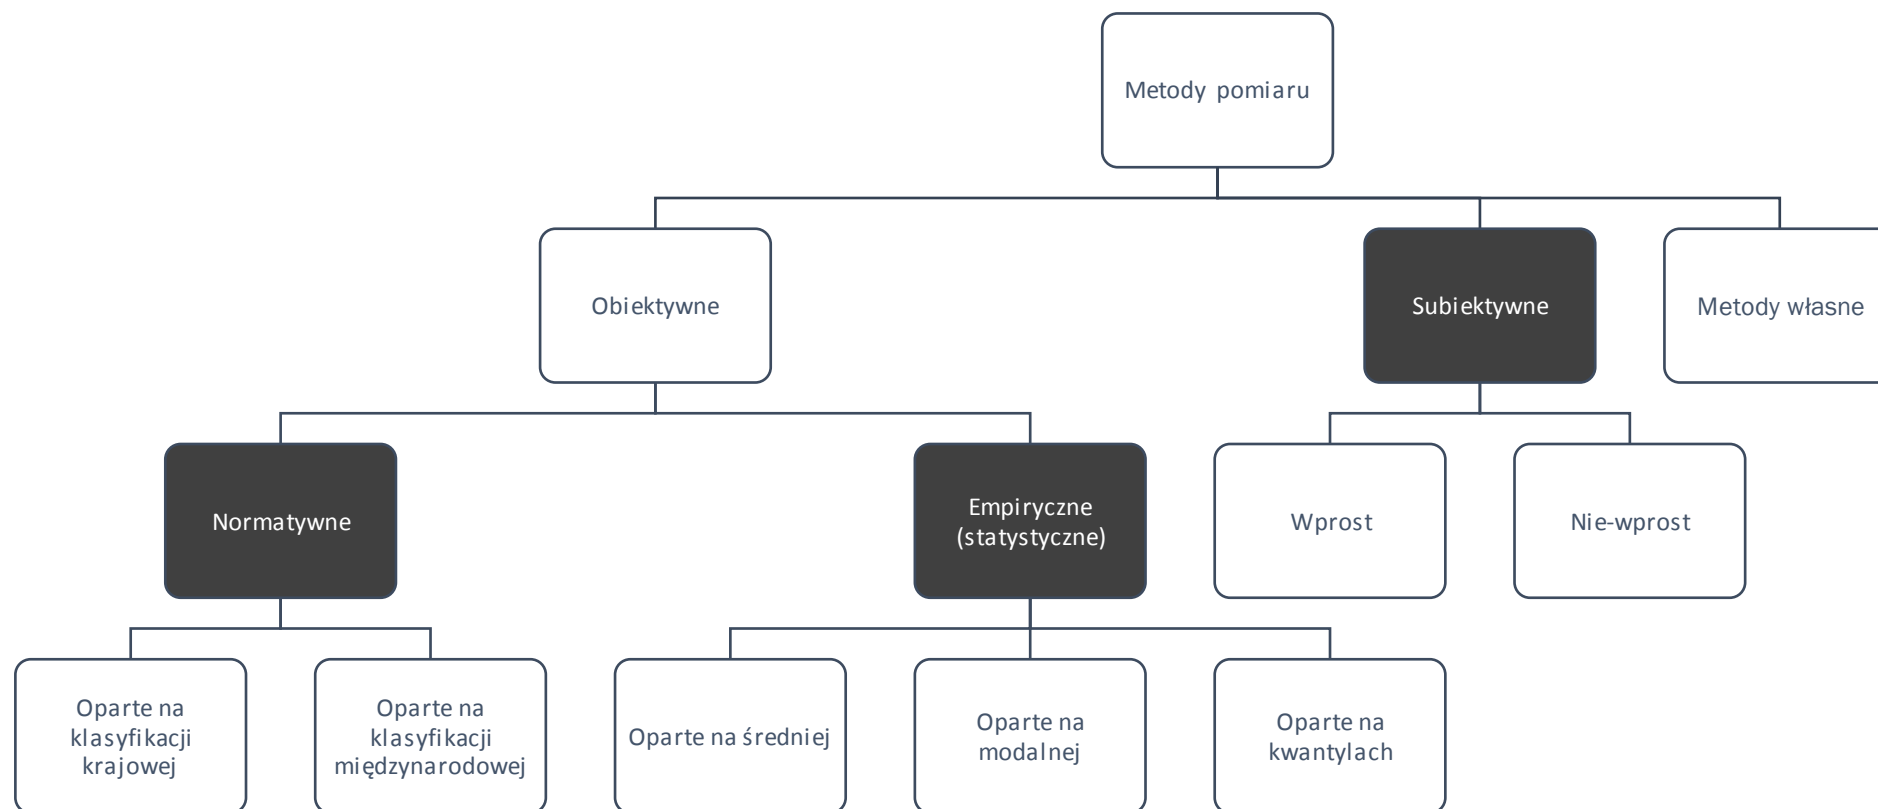 Metody pomiaru
Obiektywne
Subiektywne
Metody własne
Normatywne
Empiryczne
(statystyczne)
Wprost
Nie-wprost
Oparte na
klasyfikacji
krajowej
Oparte na
klasyfikacji
międzynarodowej
Oparte na średniej
Oparte na
modalnej
Oparte na
kwantylach